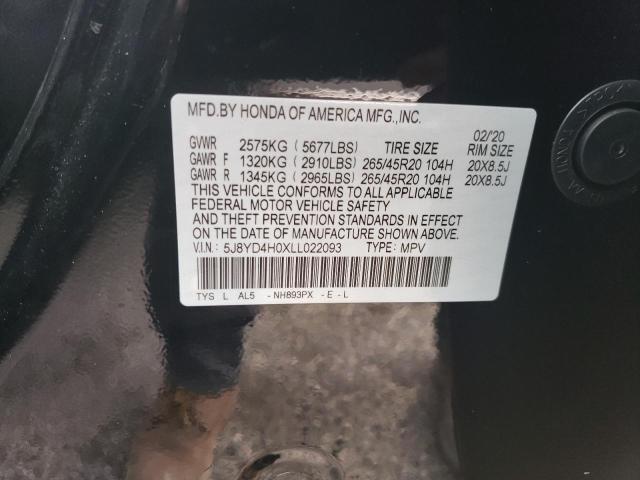 MFD.BY HONDA OF AMERICA MFG.,INC.
02/20
GVWR 2575KG (5677LBS) TIRE SIZE RIM SIZE
GAWR F 1320KG (2910LBS) 265/45R20 104H 20X8.5J
GAWR R 1345KG (2965LBS) 265/45R20 104H 20X8.5J
THIS VEHICLE CONFORMS TO ALL APPLICABLE
FEDERAL MOTOR VEHICLE SAFETY
AND THEFT PREVENTION STANDARDS IN EFFECT
ON THE DATE OF MANUFACTURE SHOWN ABOVE.
V.I.N.: 5J8YD4H0XLL022093 TYPE: MPV
TYS L AL5 -NH893PX -E-L